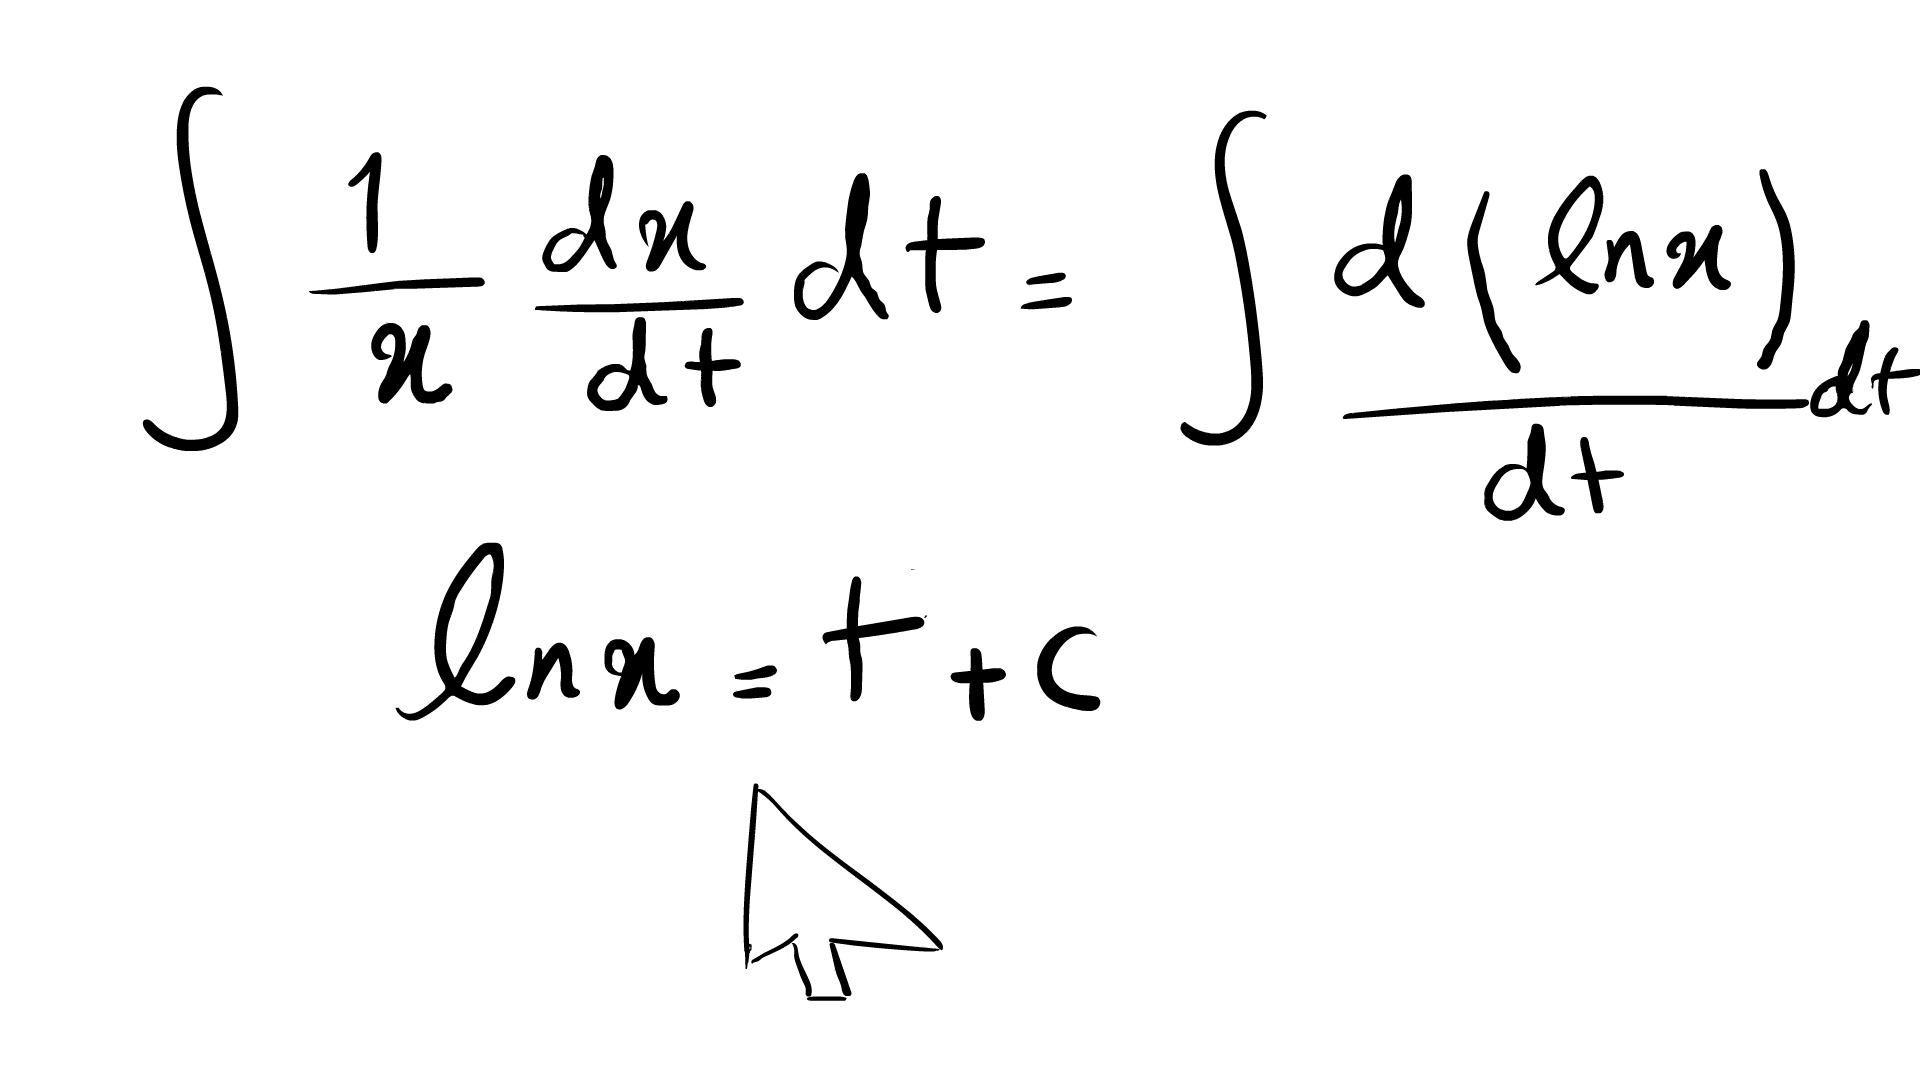 ∫ 1/x dx/dt dt = ∫ d(ln x)/dt dt
ln x = t + c